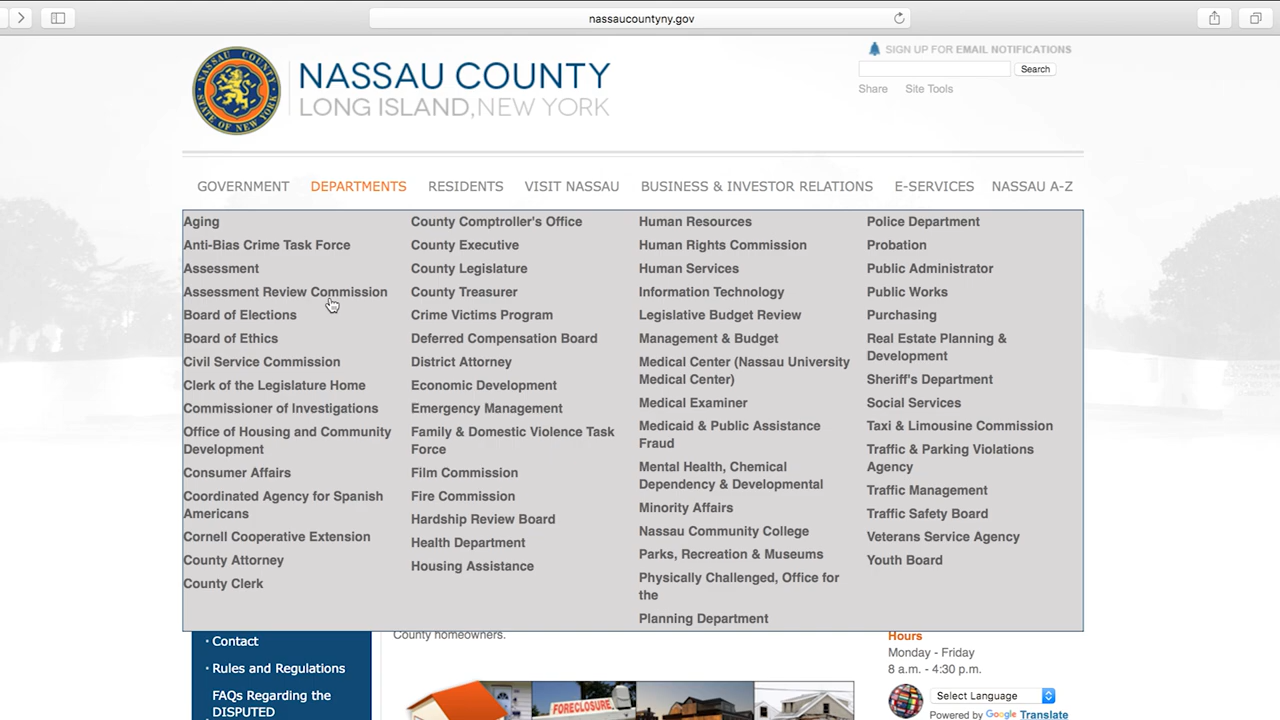 nassaucountyny.gov
SIGN UP FOR EMAIL NOTIFICATIONS
NASSAU COUNTY
LONG ISLAND, NEW YORK
NASSAU COUNTY
STATE OF NEW YORK
Search
Share Site Tools
GOVERNMENT DEPARTMENTS RESIDENTS VISIT NASSAU BUSINESS & INVESTOR RELATIONS E-SERVICES NASSAU A-Z
Aging
Anti-Bias Crime Task Force
Assessment
Assessment Review Commission
Board of Elections
Board of Ethics
Civil Service Commission
Clerk of the Legislature Home
Commissioner of Investigations
Office of Housing and Community
Development
Consumer Affairs
Coordinated Agency for Spanish
Americans
Cornell Cooperative Extension
County Attorney
County Clerk
County Comptroller's Office
County Executive
County Legislature
County Treasurer
Crime Victims Program
Deferred Compensation Board
District Attorney
Economic Development
Emergency Management
Family & Domestic Violence Task
Force
Film Commission
Fire Commission
Hardship Review Board
Health Department
Housing Assistance
Human Resources
Human Rights Commission
Human Services
Information Technology
Legislative Budget Review
Management & Budget
Medical Center (Nassau University
Medical Center)
Medical Examiner
Medicaid & Public Assistance
Fraud
Mental Health, Chemical
Dependency & Developmental
Minority Affairs
Nassau Community College
Parks, Recreation & Museums
Physically Challenged, Office for
the
Planning Department
Police Department
Probation
Public Administrator
Public Works
Purchasing
Real Estate Planning &
Development
Sheriff's Department
Social Services
Taxi & Limousine Commission
Traffic & Parking Violations
Agency
Traffic Management
Traffic Safety Board
Veterans Service Agency
Youth Board
Contact
Rules and Regulations
FAQs Regarding the
DISPUTED
County homeowners.
FORECLOSURE
Hours
Monday - Friday
8 a.m. - 4:30 p.m.
Select Language
Powered by Google Translate